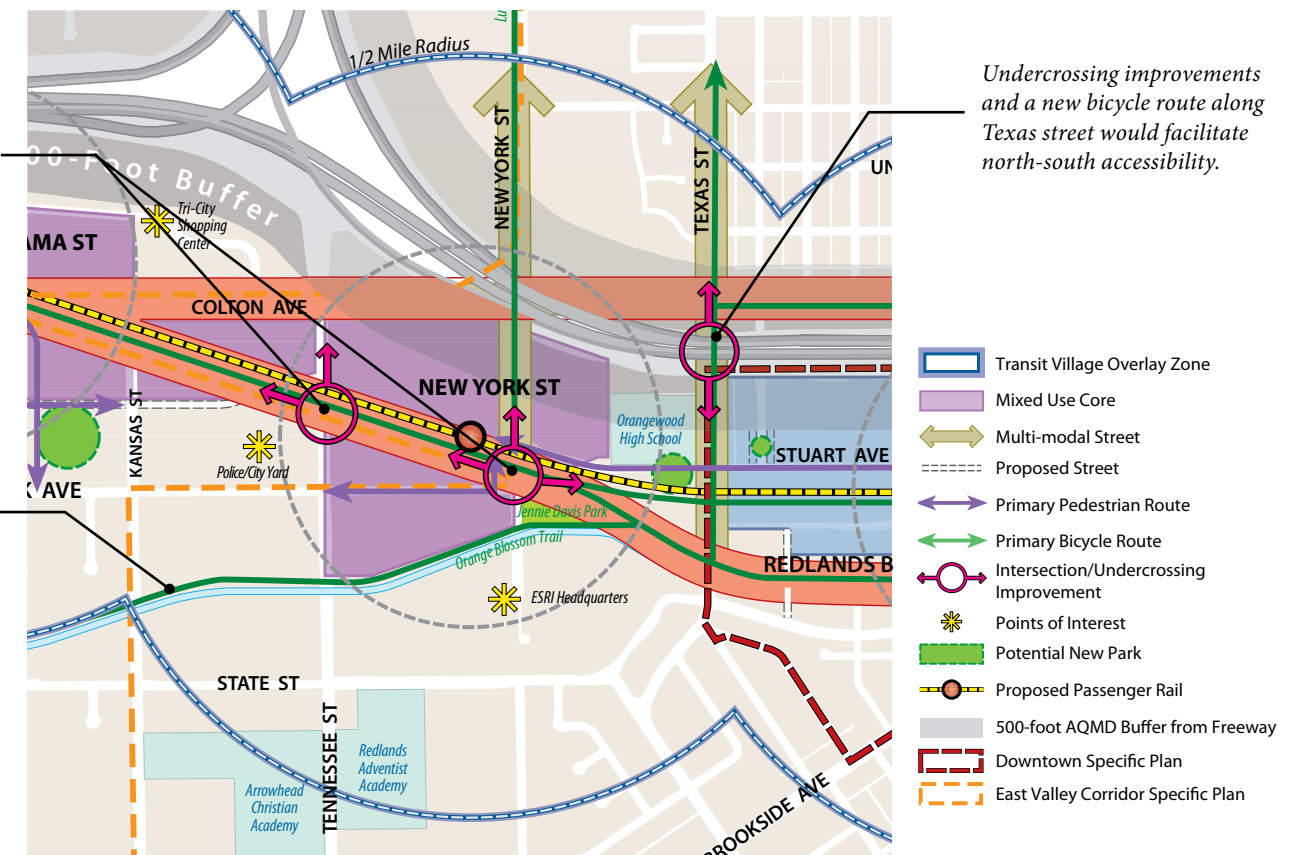 Lu
1/2 Mile Radius
Undercrossing improvements
and a new bicycle route along
Texas street would facilitate
north-south accessibility.
00-Foot Buffer
NEW YORK ST
TEXAS ST
UN
Tri-City
Shopping
Center
AMA ST
COLTON AVE
NEW YORK ST
KANSAS ST
Orangewood
High School
Police/City Yard
STUART AVE
K AVE
Jennie Davis Park
Orange Blossom Trail
REDLANDS B
ESRI Headquarters
STATE ST
TENNESSEE ST
Redlands
Adventist
Academy
Arrowhead
Christian
Academy
BROOKSIDE AVE
Transit Village Overlay Zone
Mixed Use Core
Multi-modal Street
Proposed Street
Primary Pedestrian Route
Primary Bicycle Route
Intersection/Undercrossing
Improvement
Points of Interest
Potential New Park
Proposed Passenger Rail
500-foot AQMD Buffer from Freeway
Downtown Specific Plan
East Valley Corridor Specific Plan